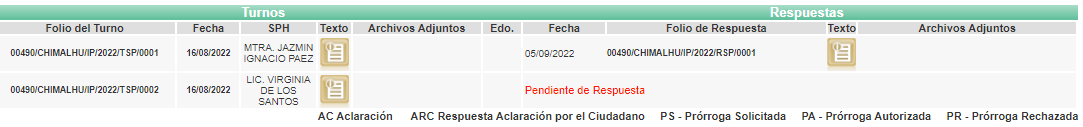 Turnos Respuestas
Folio del Turno Fecha SPH Texto Archivos Adjuntos Edo. Fecha Folio de Respuesta Texto Archivos Adjuntos
00490/CHIMALHU/IP/2022/TSP/0001 16/08/2022 MTRA. JAZMIN IGNACIO PAEZ 05/09/2022 00490/CHIMALHU/IP/2022/RSP/0001
00490/CHIMALHU/IP/2022/TSP/0002 16/08/2022 LIC. VIRGINIA DE LOS SANTOS Pendiente de Respuesta
AC Aclaración ARC Respuesta Aclaración por el Ciudadano PS - Prórroga Solicitada PA - Prórroga Autorizada PR - Prórroga Rechazada